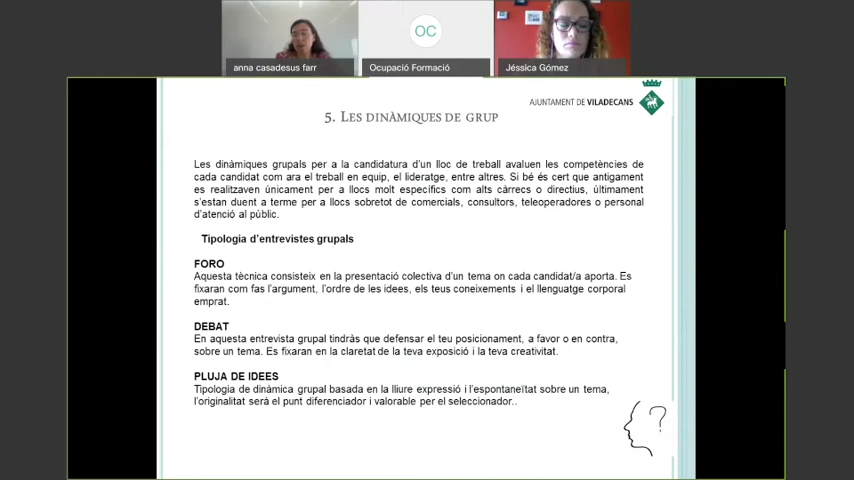 OC
anna casadesus farr
Ocupació Formació
Jéssica Gómez
AJUNTAMENT DE VILADECANS
5. LES DINÀMIQUES DE GRUP
Les dinàmiques grupals per a la candidatura d'un lloc de treball avaluen les competències de
cada candidat com ara el treball en equip, el lideratge, entre altres. Si bé és cert que antigament
es realitzaven únicament per a llocs molt específics com alts càrrecs o directius, últimament
s'estan duent a terme per a llocs sobretot de comercials, consultors, teleoperadores o personal
d'atenció al públic.
Tipologia d'entrevistes grupals
FORO
Aquesta tècnica consisteix en la presentació colectiva d'un tema on cada candidat/a aporta. Es
fixaran com fas l'argument, l'ordre de les idees, els teus coneixements i el llenguatge corporal
emprat.
DEBAT
En aquesta entrevista grupal tindràs que defensar el teu posicionament, a favor o en contra,
sobre un tema. Es fixaran en la claretat de la teva exposició i la teva creativitat.
PLUJA DE IDEES
Tipologia de dinàmica grupal basada en la lliure expressió i l'espontaneïtat sobre un tema,
l'originalitat serà el punt diferenciador i valorable per el seleccionador..
?